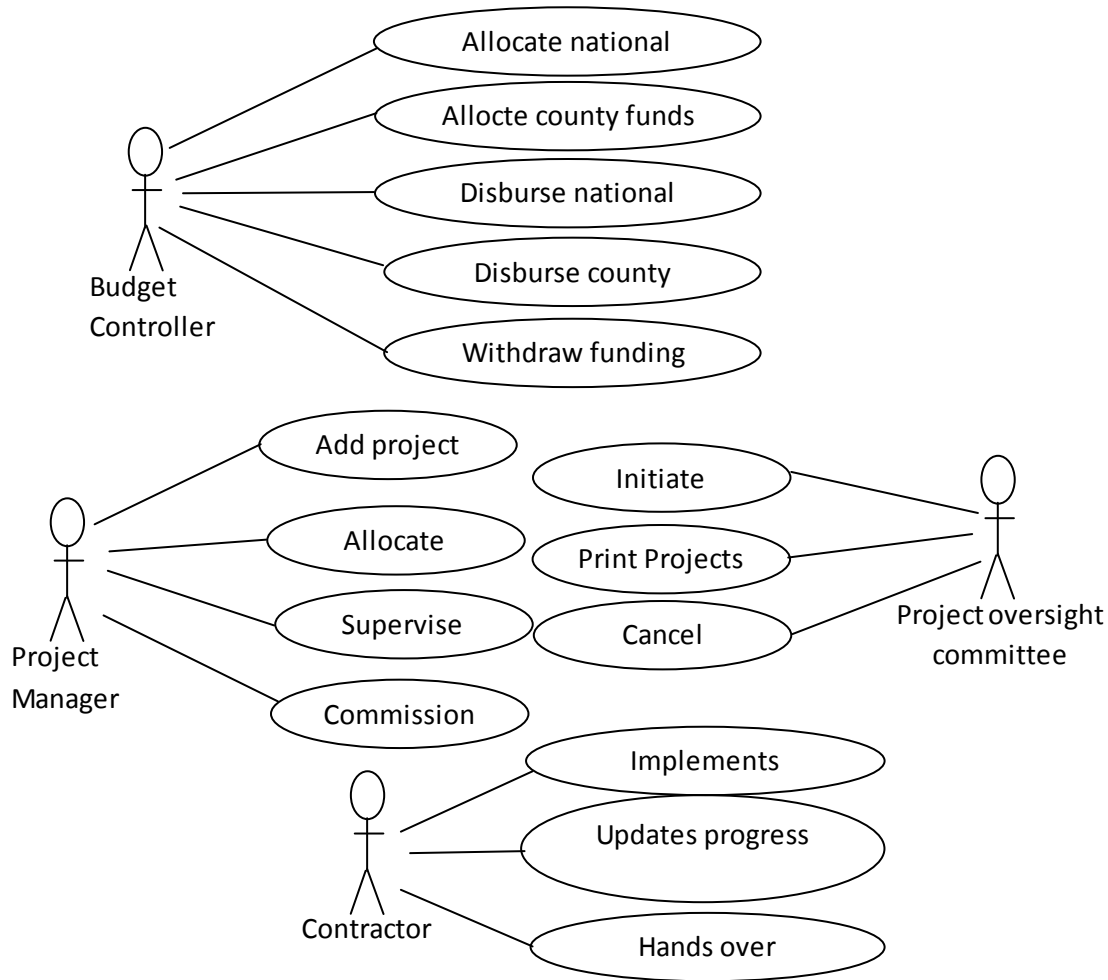 Allocate national
Allocte county funds
Disburse national
Disburse county
Withdraw funding
Budget
Controller
Add project
Allocate
Supervise
Commission
Project
Manager
Initiate
Print Projects
Cancel
Project oversight
committee
Implements
Updates progress
Hands over
Contractor